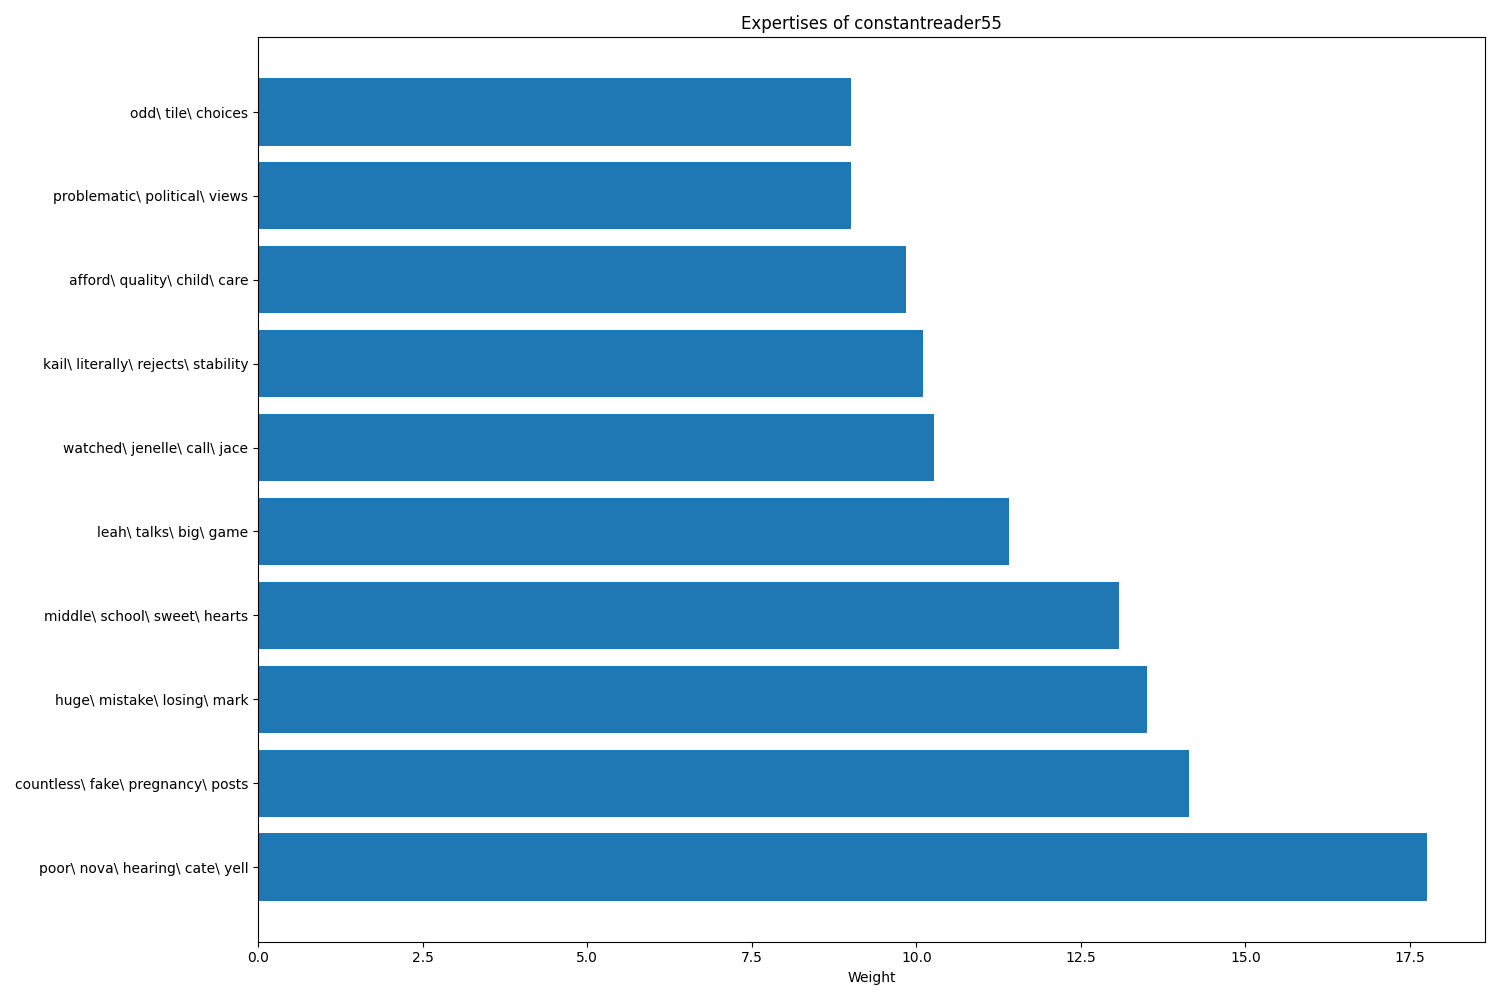 Expertises of constantreader55
odd\ tile\ choices
problematic\ political\ views
afford\ quality\ child\ care
kail\ literally\ rejects\ stability
watched\ jenelle\ call\ jace
leah\ talks\ big\ game
middle\ school\ sweet\ hearts
huge\ mistake\ losing\ mark
countless\ fake\ pregnancy\ posts
poor\ nova\ hearing\ cate\ yell
0.0 2.5 5.0 7.5 10.0 12.5 15.0 17.5
Weight